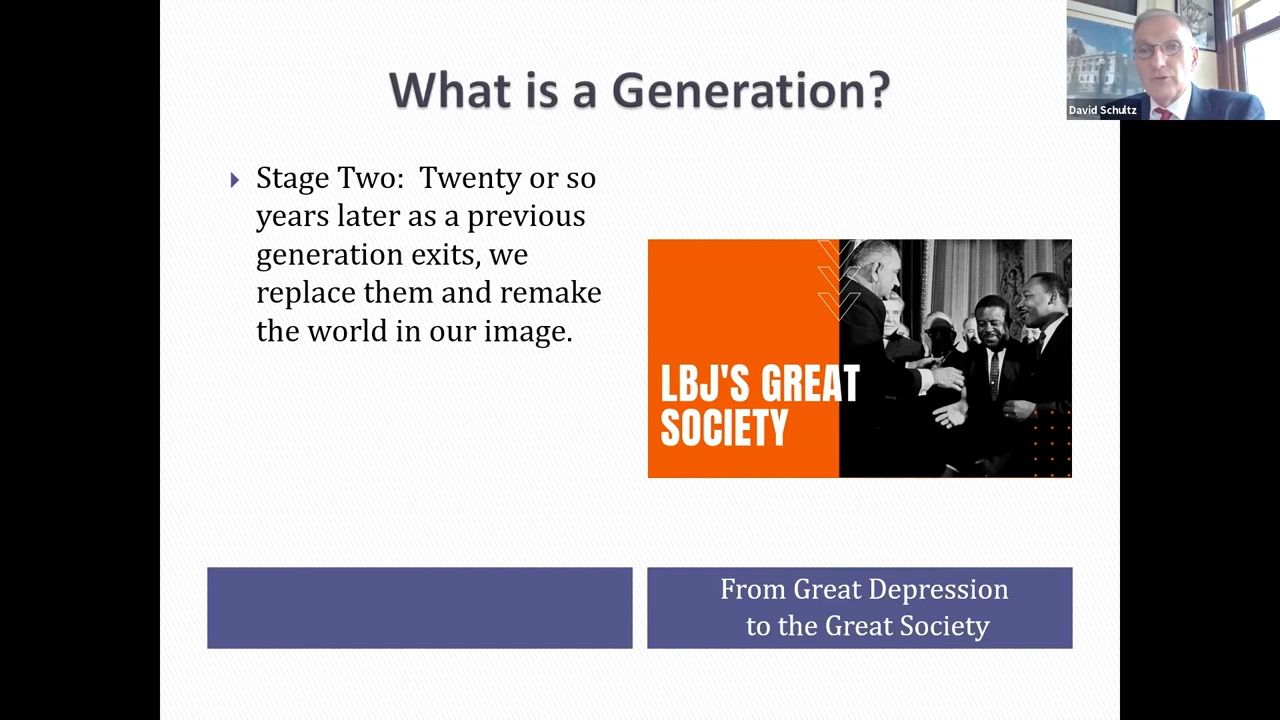 What is a Generation?
David Schultz
Stage Two:  Twenty or so
years later as a previous
generation exits, we
replace them and remake
the world in our image.
LBJ'S GREAT
SOCIETY
From Great Depression
to the Great Society